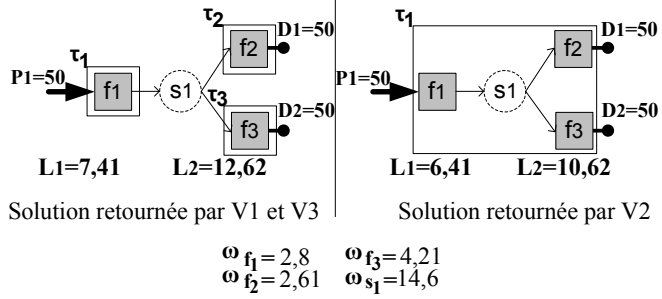 τ2
D1=50
τ1
f2
P1=50
f1
s1
τ3
D2=50
f3
L1=7,41
L2=12,62
Solution retournée par V1 et V3
τ1
D1=50
f2
P1=50
f1
s1
D2=50
f3
L1=6,41
L2=10,62
Solution retournée par V2
ωf1=2,8 ωf3=4,21
ωf2=2,61 ωs1=14,6